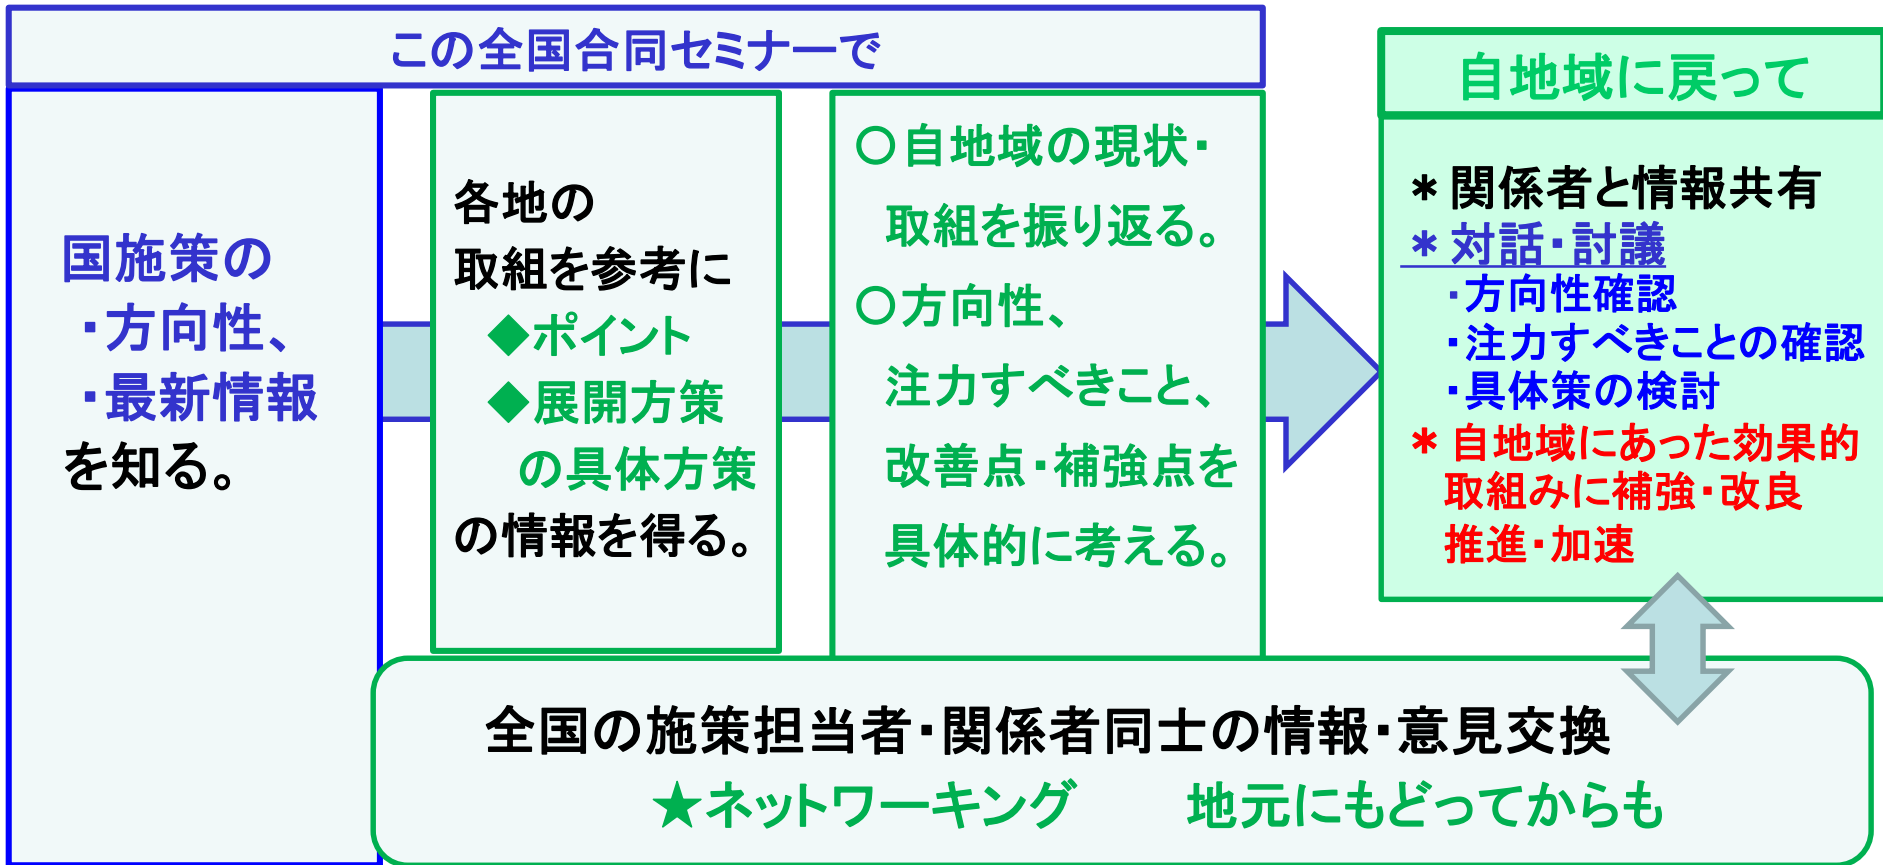 この全国合同セミナーで
国施策の
・方向性、
・最新情報
を知る。
各地の
取組を参考に
◆ポイント
◆展開方策
の具体方策
の情報を得る。
〇自地域の現状・
取組を振り返る。
〇方向性、
注力すべきこと、
改善点・補強点を
具体的に考える。
自地域に戻って
＊関係者と情報共有
＊対話・討議
・方向性確認
・注力すべきことの確認
・具体策の検討
＊自地域にあった効果的
取組みに補強・改良
推進・加速
全国の施策担当者・関係者同士の情報・意見交換
★ネットワーキング　　地元にもどってからも